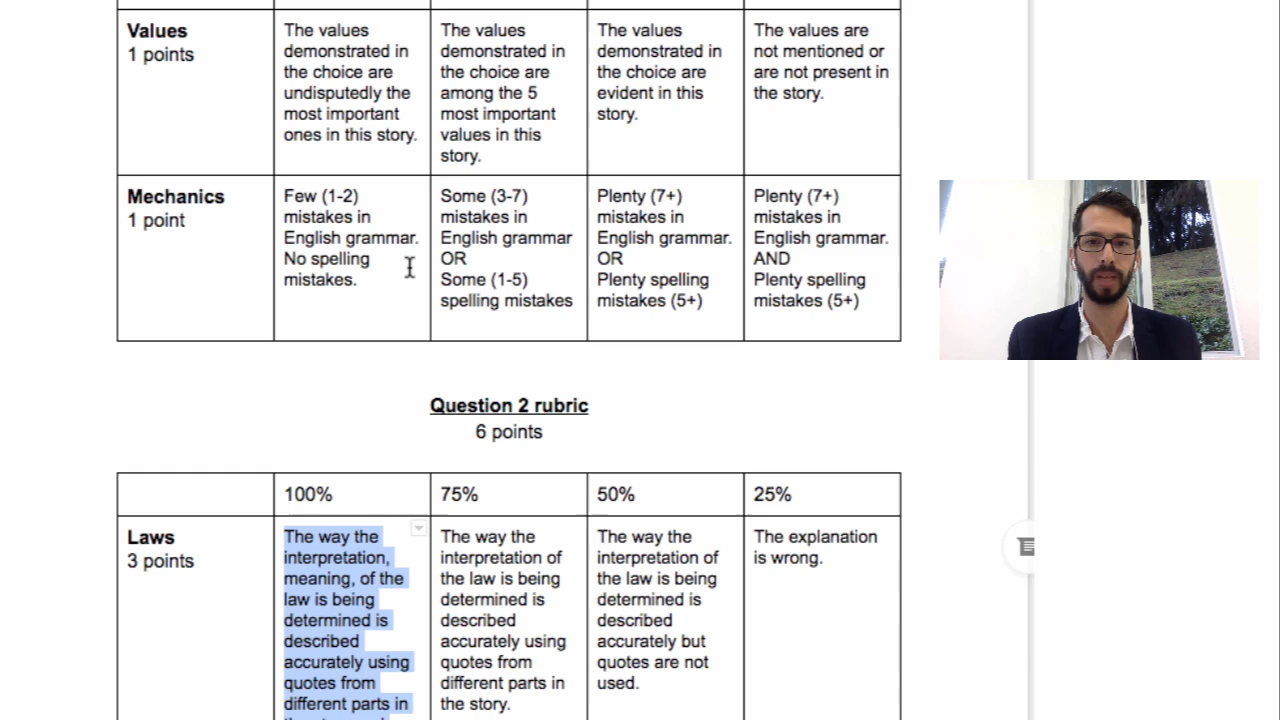 Values
1 points
The values
demonstrated in
the choice are
undisputedly the
most important
ones in this story.
The values
demonstrated in
the choice are
among the 5
most important
values in this
story.
The values
demonstrated in
the choice are
evident in this
story.
The values are
not mentioned or
are not present in
the story.
Mechanics
1 point
Few (1-2)
mistakes in
English grammar.
No spelling
mistakes.
Some (3-7)
mistakes in
English grammar
OR
Some (1-5)
spelling mistakes
Plenty (7+)
mistakes in
English grammar.
OR
Plenty spelling
mistakes (5+)
Plenty (7+)
mistakes in
English grammar.
AND
Plenty spelling
mistakes (5+)
Question 2 rubric
6 points
100%
75%
50%
25%
Laws
3 points
The way the
interpretation,
meaning, of the
law is being
determined is
described
accurately using
quotes from
different parts in
The way the
interpretation of
the law is being
determined is
described
accurately using
quotes from
different parts in
the story.
The way the
interpretation of
the law is being
determined is
described
accurately but
quotes are not
used.
The explanation
is wrong.